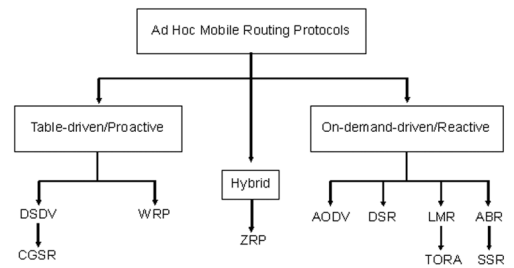 Ad Hoc Mobile Routing Protocols
Table-driven/Proactive
On-demand-driven/Reactive
Hybrid
DSDV
WRP
AODV
DSR
LMR
ABR
ZRP
CGSR
TORA
SSR